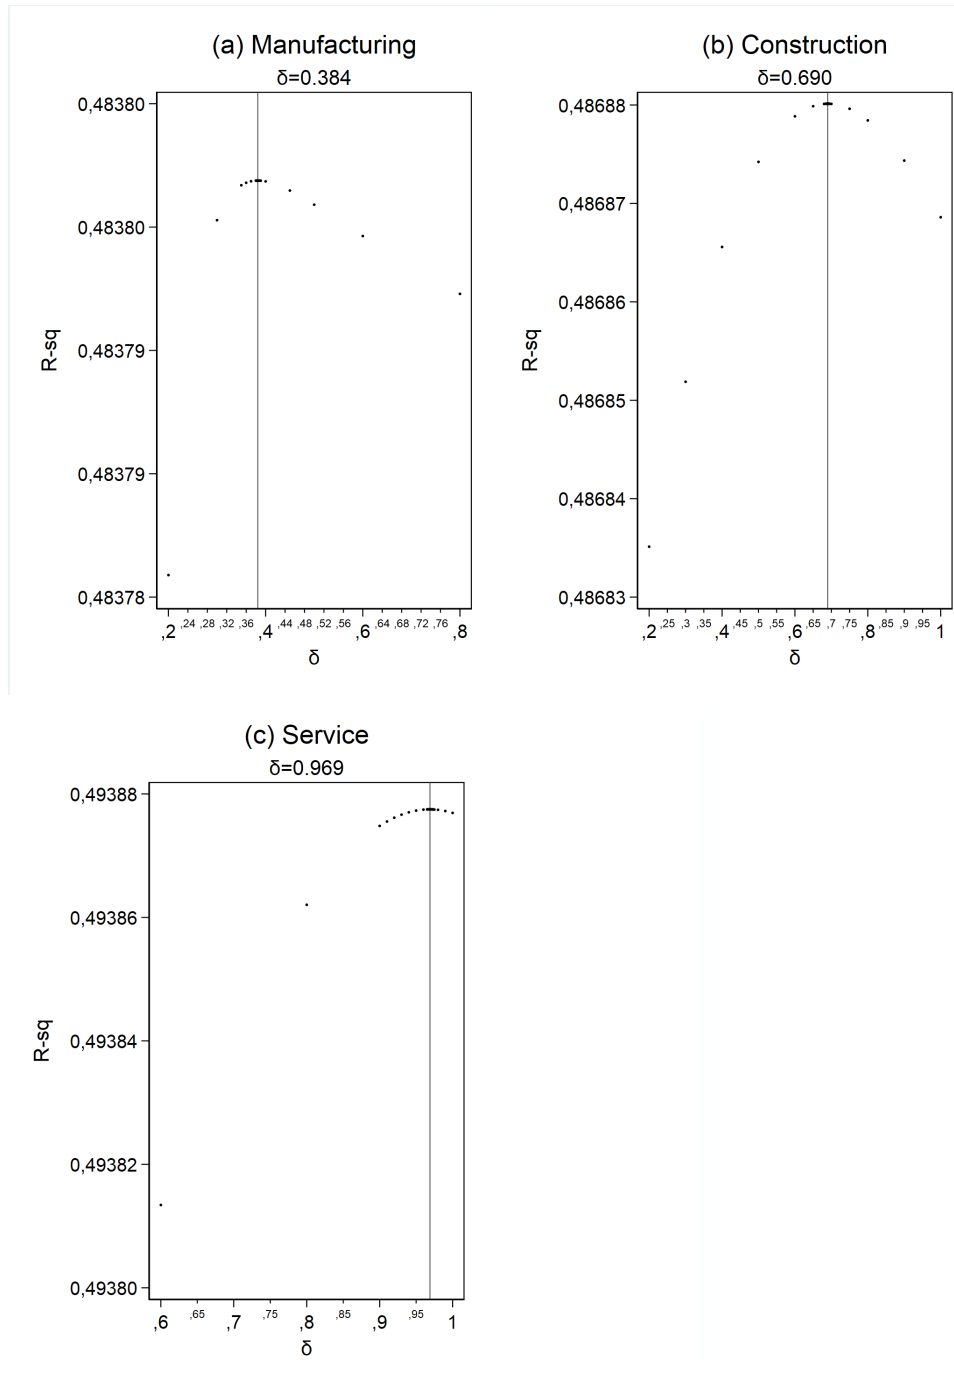 (a) Manufacturing
δ=0.384
0,48380
0,48380
0,48379
0,48379
0,48378
R-sq
,2 ,24 ,28 ,32 ,36 ,4 ,44 ,48 ,52 ,56 ,6 ,64 ,68 ,72 ,76 ,8
δ
(b) Construction
δ=0.690
0,48688
0,48687
0,48686
0,48685
0,48684
0,48683
R-sq
,2 ,25 ,3 ,35 ,4 ,45 ,5 ,55 ,6 ,65 ,7 ,75 ,8 ,85 ,9 ,95 1
δ
(c) Service
δ=0.969
0,49388
0,49386
0,49384
0,49382
0,49380
R-sq
,6 ,65 ,7 ,75 ,8 ,85 ,9 ,95 1
δ